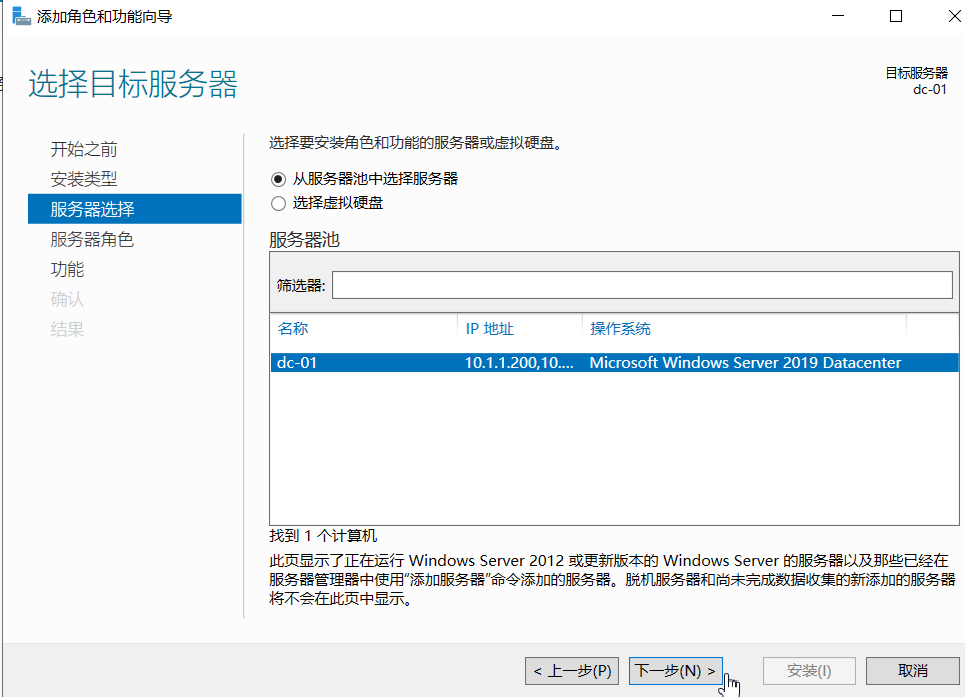 添加角色和功能向导
选择目标服务器
目标服务器
dc-01
开始之前
安装类型
服务器选择
服务器角色
功能
确认
结果
选择要安装角色和功能的服务器或虚拟硬盘。
从服务器池中选择服务器
选择虚拟硬盘
服务器池
筛选器:
名称 IP 地址 操作系统
dc-01 10.1.1.200,10.... Microsoft Windows Server 2019 Datacenter
找到 1 个计算机
此页显示了正在运行 Windows Server 2012 或更新版本的 Windows Server 的服务器以及那些已经在
服务器管理器中使用"添加服务器"命令添加的服务器。脱机服务器和尚未完成数据收集的新添加的服务器
将不会在此页中显示。
< 上一步(P) 下一步(N) > 安装(I) 取消